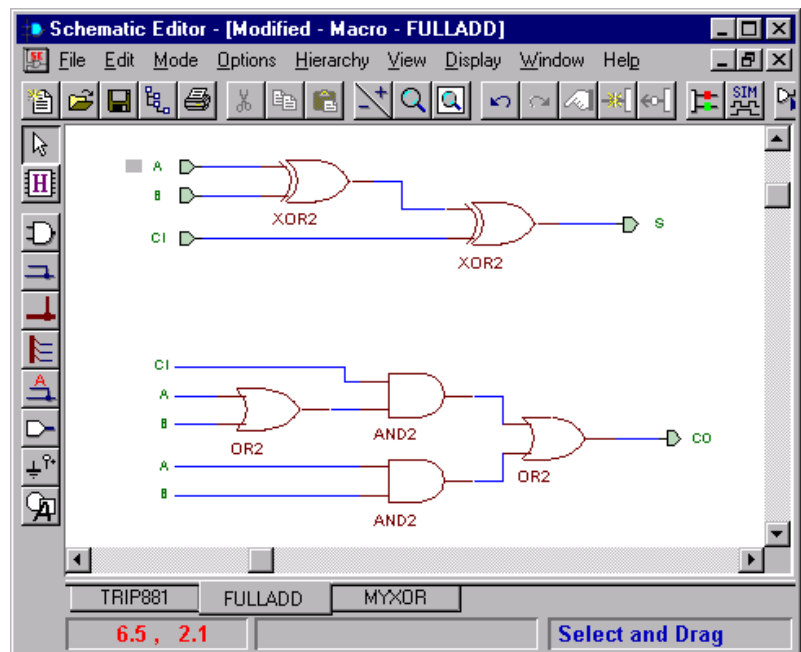 Schematic Editor - [Modified - Macro - FULLADD]
File Edit Mode Options Hierarchy View Display Window Help
SIM
H
A
B
XOR2
CI
XOR2
S
CI
A
B
OR2
AND2
A
B
AND2
OR2
CO
A
A
TRIP881 FULLADD MYXOR
6.5 , 2.1 Select and Drag